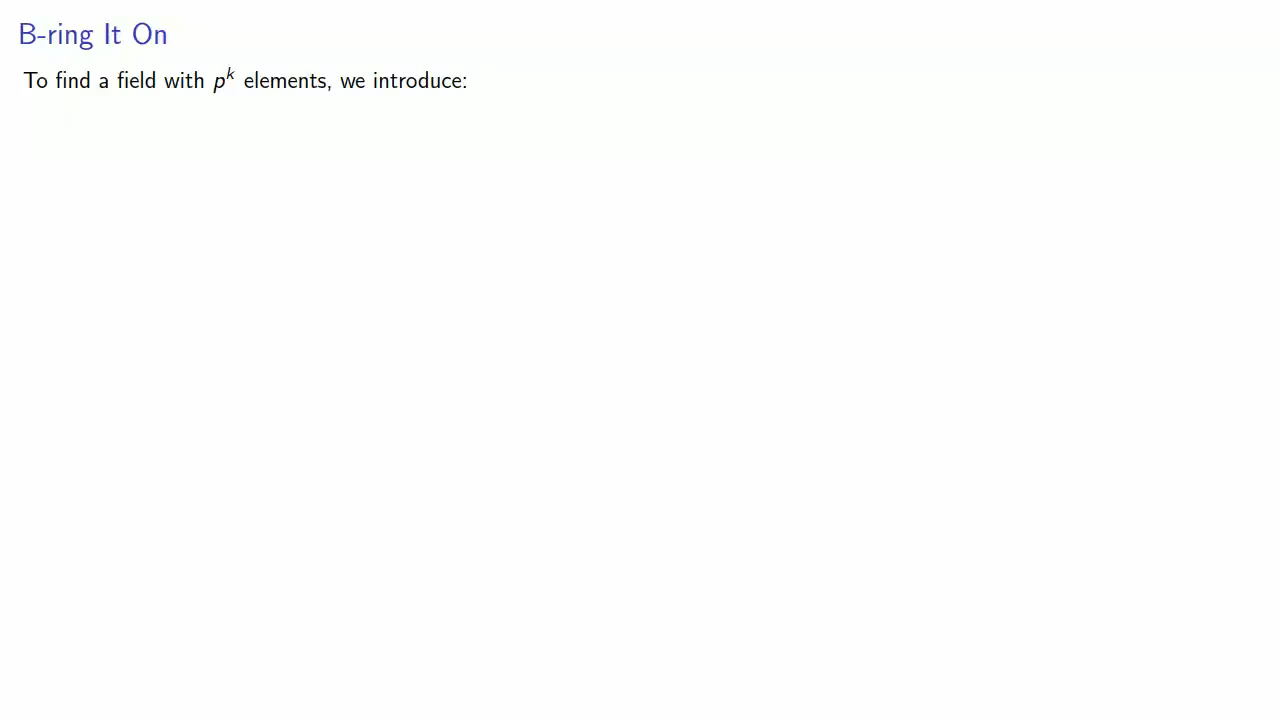 B-ring It On
To find a field with p^k elements, we introduce: